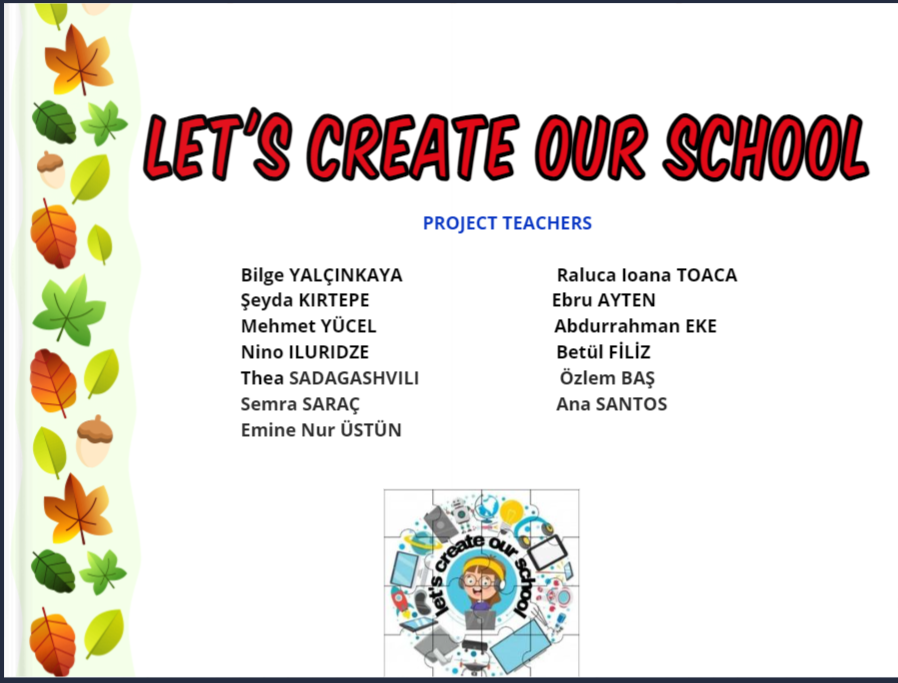 LET'S CREATE OUR SCHOOL
PROJECT TEACHERS
Bilge YALÇINKAYA
Şeyda KIRTEPE
Mehmet YÜCEL
Nino ILURIDZE
Thea SADAGASHVILI
Semra SARAÇ
Emine Nur ÜSTÜN
Raluca Ioana TOACA
Ebru AYTEN
Abdurrahman EKE
Betül FİLİZ
Özlem BAŞ
Ana SANTOS
let's create our school